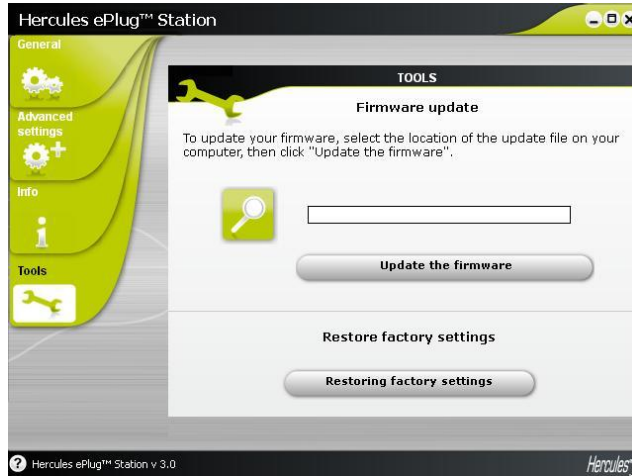 Hercules ePlug™ Station
General
Advanced
settings
Info
Tools
TOOLS
Firmware update
To update your firmware, select the location of the update file on your
computer, then click "Update the firmware".
Update the firmware
Restore factory settings
Restoring factory settings
? Hercules ePlug™ Station v 3.0
Hercules™